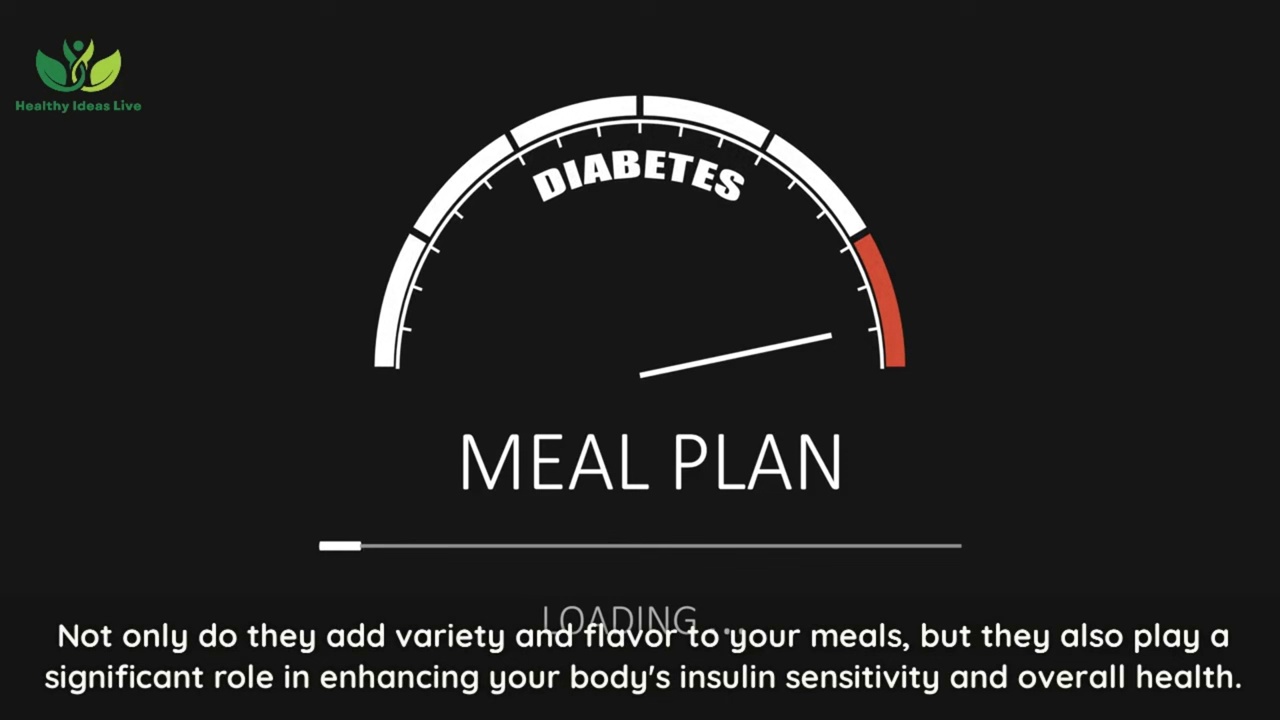 Healthy Ideas Live
DIABETES
MEAL PLAN
LOADING...
Not only do they add variety and flavor to your meals, but they also play a
significant role in enhancing your body's insulin sensitivity and overall health.